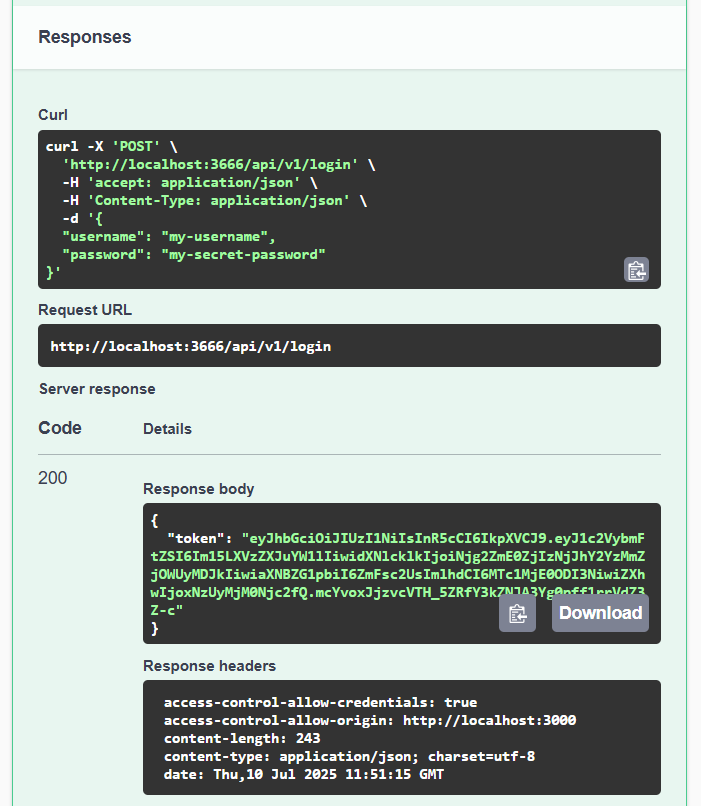 Responses
Curl
curl -X 'POST' \
'http://localhost:3666/api/v1/login' \
-H 'accept: application/json' \
-H 'Content-Type: application/json' \
-d '{
"username": "my-username",
"password": "my-secret-password"
}'
Request URL
http://localhost:3666/api/v1/login
Server response
Code Details
200
Response body
{
"token": "eyJhbGciOiJIUzI1NiIsInR5cCI6IkpXVCJ9.eyJ1c2VybmF
tZSI6Im15LXVzZXJuYW1lIiwidXNlcklkIjoiNjg2ZmE0ZjIzNjJhY2YzMmZ
jOWUyMDJkIiwiaXNBZG1pbiI6ZmFsc2UsImlhdCI6MTc1MjE0ODI3NiwiZXh
Z-c"
}
Download
Response headers
access-control-allow-credentials: true
access-control-allow-origin: http://localhost:3000
content-length: 243
content-type: application/json; charset=utf-8
date: Thu,10 Jul 2025 11:51:15 GMT